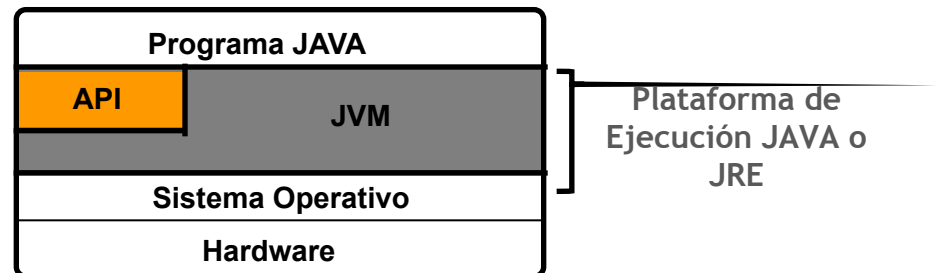 Programa JAVA
API
JVM
Plataforma de
Ejecución JAVA o
JRE
Sistema Operativo
Hardware